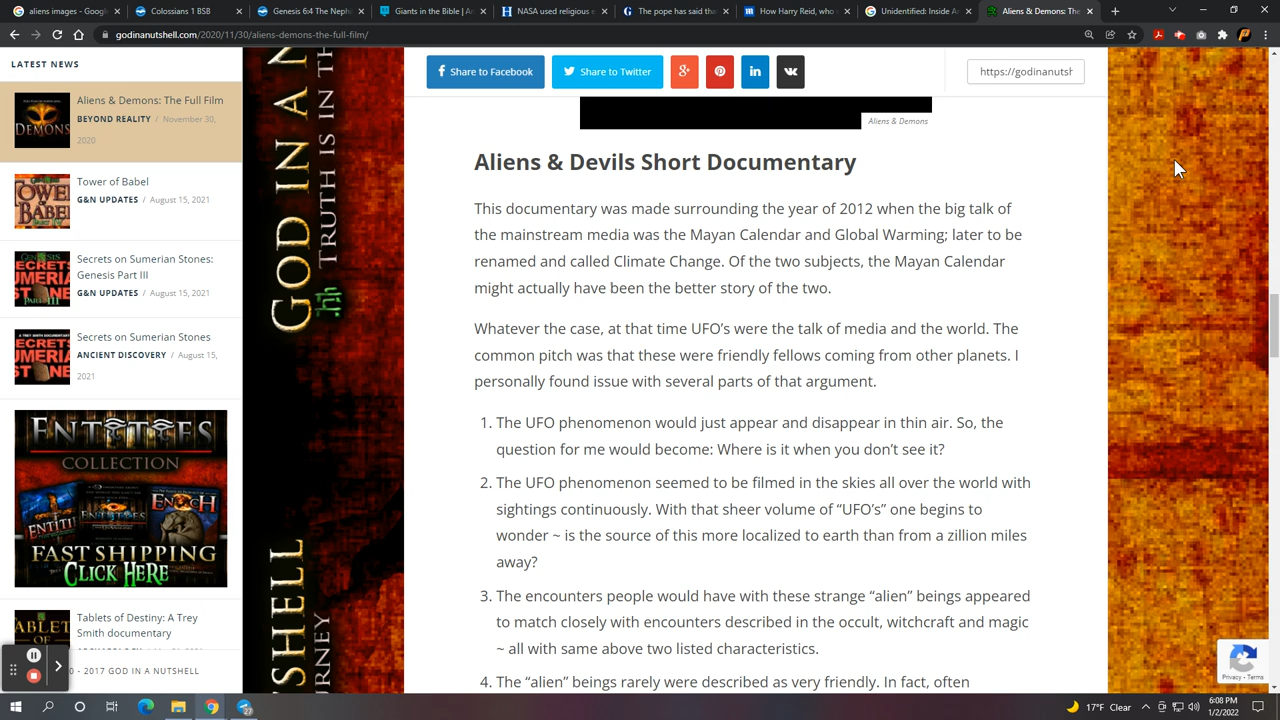 aliens images - Goo
Colossians 1 BSB
Genesis 64 The Neph
Giants in the Bible | A
NASA used religious e
The pope has said tha
How Harry Reid, who
Unidentified Aerial
Aliens & Demons: The
godinanutshell.com/2020/11/30/aliens-demons-the-full-film/
LATEST NEWS
Aliens & Demons: The Full Film
BEYOND REALITY / November 30, 2020
DEMONS
Tower of Babel
G&N UPDATES / August 15, 2021
Secrets on Sumerian Stones:
Genesis Part III
G&N UPDATES / August 15, 2021
Secrets on Sumerian Stones
ANCIENT DISCOVERY / August 15,
2021
ENTITIES
COLLECTION
FAST SHIPPING
CLICK HERE
Tablets of Destiny: A Trey
Smith documentary
0 - 2017 GOD IN A NUTSHELL
GOD IN A N
TRUTH IS IN TH
SHELL
URNEY
Share to Facebook
Share to Twitter
https://godinanutsh
Aliens & Demons
Aliens & Devils Short Documentary
This documentary was made surrounding the year of 2012 when the big talk of
the mainstream media was the Mayan Calendar and Global Warming; later to be
renamed and called Climate Change. Of the two subjects, the Mayan Calendar
might actually have been the better story of the two.
Whatever the case, at that time UFO's were the talk of media and the world. The
common pitch was that these were friendly fellows coming from other planets. I
personally found issue with several parts of that argument.
1. The UFO phenomenon would just appear and disappear in thin air. So, the
question for me would become: Where is it when you don't see it?
2. The UFO phenomenon seemed to be filmed in the skies all over the world with
sightings continuously. With that sheer volume of "UFO's" one begins to
wonder ~ is the source of this more localized to earth than from a zillion miles
away?
3. The encounters people would have with these strange "alien" beings appeared
to match closely with encounters described in the occult, witchcraft and magic
~ all with same above two listed characteristics.
4. The "alien" beings rarely were described as very friendly. In fact, often
Privacy - Terms
27
17°F Clear
6:08 PM
1/2/2022